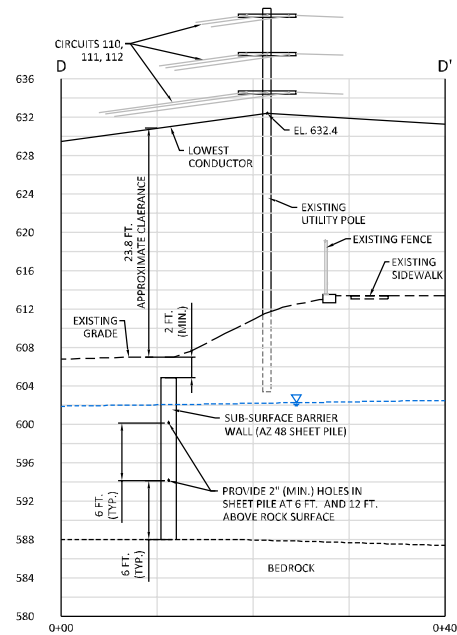 CIRCUITS 110,
111, 112
D
D'
636
632
628
624
620
616
612
608
604
600
596
592
588
584
580
EL. 632.4
LOWEST
CONDUCTOR
23.8 FT.
APPROXIMATE CLAERANCE
EXISTING
UTILITY POLE
EXISTING FENCE
EXISTING
SIDEWALK
EXISTING
GRADE
2 FT.
(MIN.)
SUB-SURFACE BARRIER
WALL (AZ 48 SHEET PILE)
PROVIDE 2" (MIN.) HOLES IN
SHEET PILE AT 6 FT. AND 12 FT.
ABOVE ROCK SURFACE
6 FT.
(TYP.)
6 FT.
(TYP.)
BEDROCK
0+00
0+40